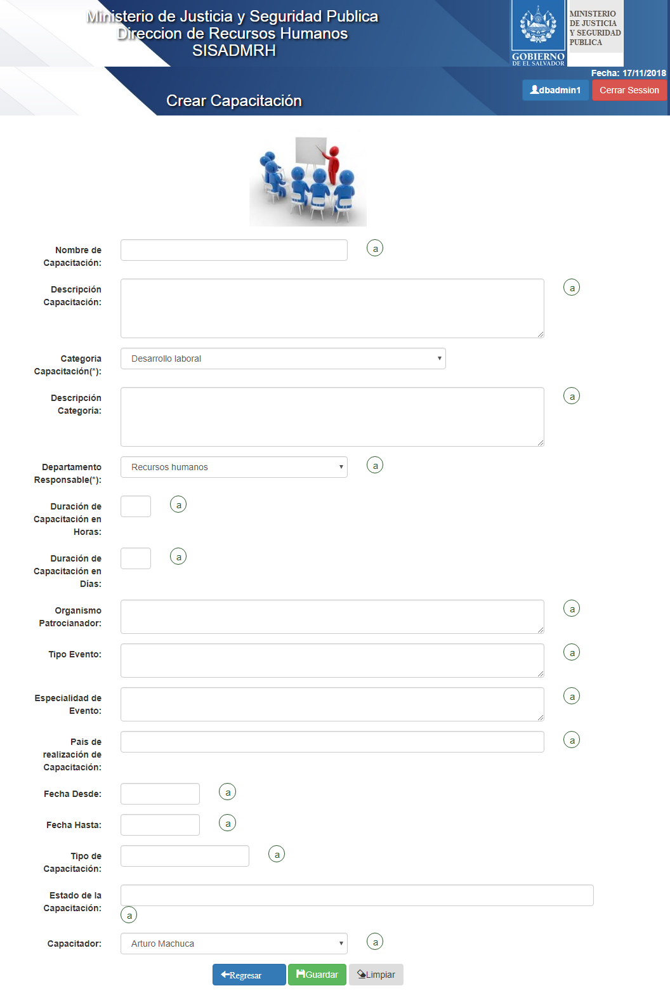 Ministerio de Justicia y Seguridad Publica
Direccion de Recursos Humanos
SISADMRH
GOBIERNO
DE EL SALVADOR
MINISTERIO
DE JUSTICIA
Y SEGURIDAD
PUBLICA
Fecha: 17/11/2018
dbadmin1
Cerrar Session
Crear Capacitación
Nombre de
Capacitación:
a
Descripción
Capacitación:
a
Categoria
Capacitación(*):
Desarrollo laboral
Descripción
Categoría:
a
Departamento
Responsable(*):
Recursos humanos
a
Duración de
Capacitación en
Horas:
a
Duración de
Capacitación en
Días:
a
Organismo
Patrocianador:
a
Tipo Evento:
a
Especialidad de
Evento:
a
Pais de
realización de
Capacitación:
a
Fecha Desde:
a
Fecha Hasta:
a
Tipo de
Capacitación:
a
Estado de la
Capacitación:
a
Capacitador:
Arturo Machuca
a
Regresar
Guardar
Limpiar